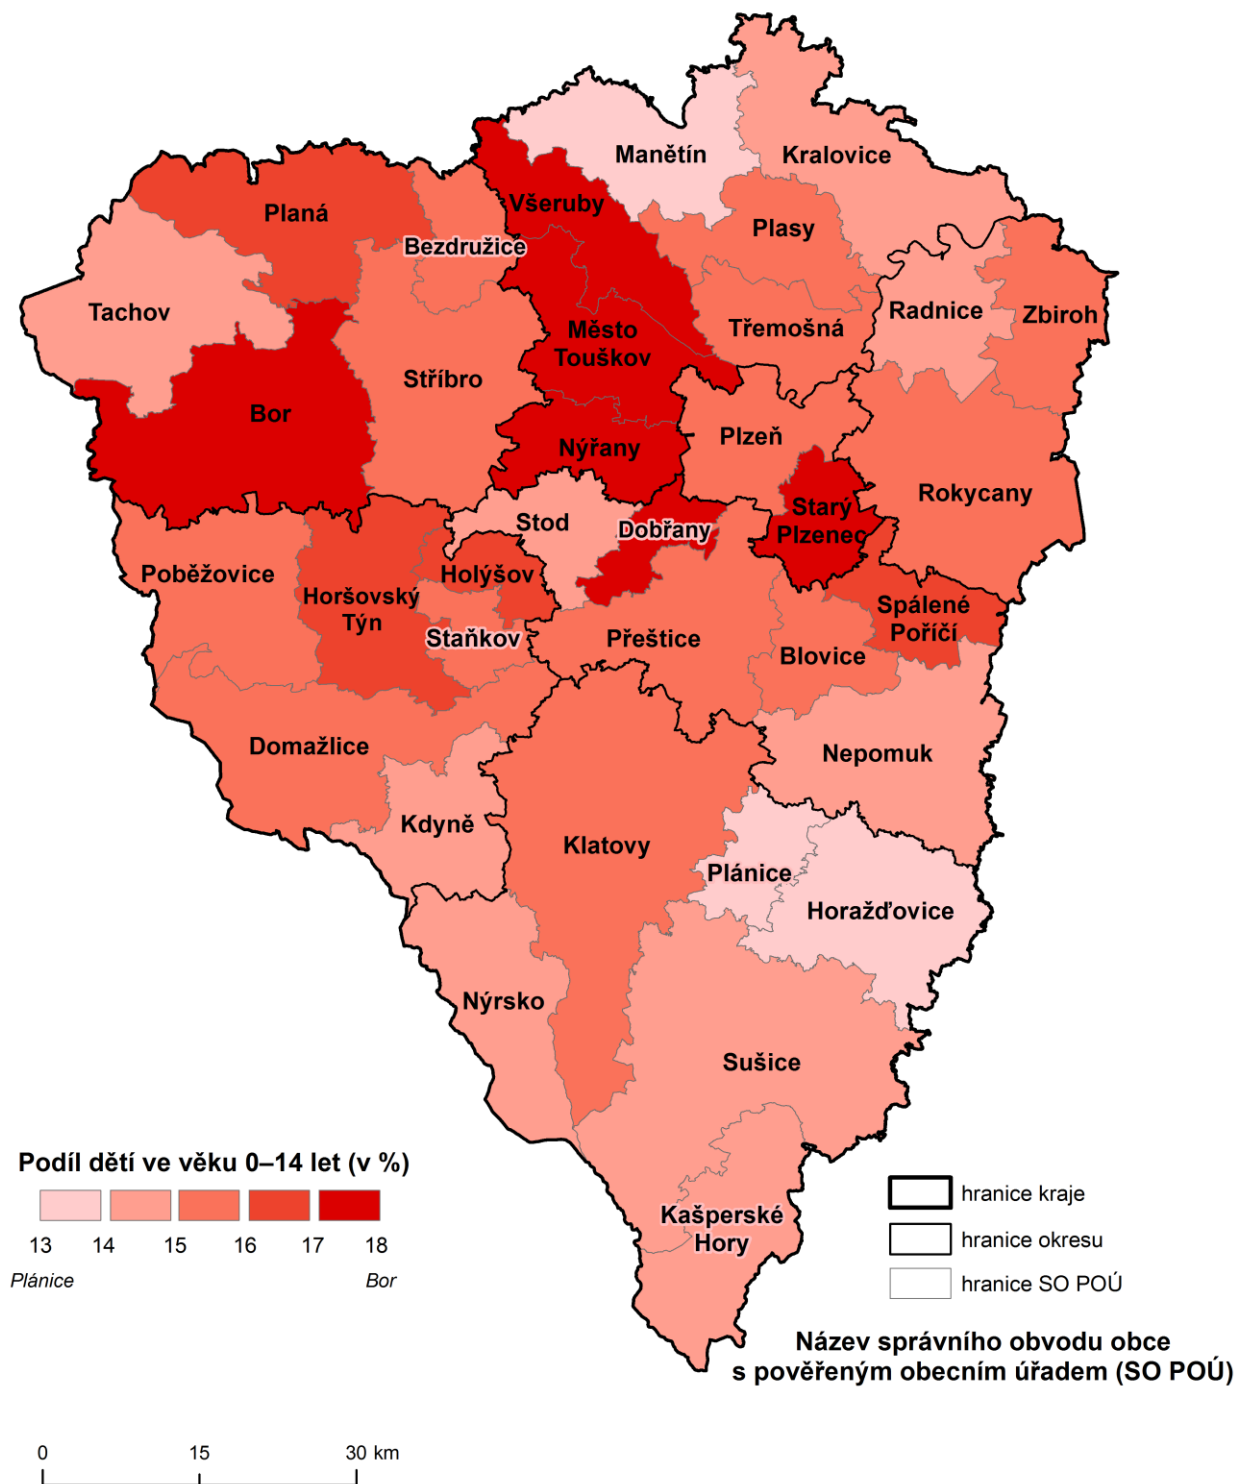 Manětín
Kralovice
Planá
Všeruby
Plasy
Bezdružice
Tachov
Radnice
Zbiroh
Město
Touškov
Třemošná
Stříbro
Bor
Plzeň
Nýřany
Rokycany
Starý
Plzenec
Stod
Dobřany
Poběžovice
Holýšov
Horšovský
Týn
Spálené
Poříčí
Staňkov
Přeštice
Blovice
Domažlice
Nepomuk
Kdyně
Klatovy
Plánice
Horažďovice
Nýrsko
Sušice
Kašperské
Hory
Podíl dětí ve věku 0–14 let (v %)
13 14 15 16 17 18
Plánice Bor
hranice kraje
hranice okresu
hranice SO POÚ
Název správního obvodu obce
s pověřeným obecním úřadem (SO POÚ)
0 15 30 km